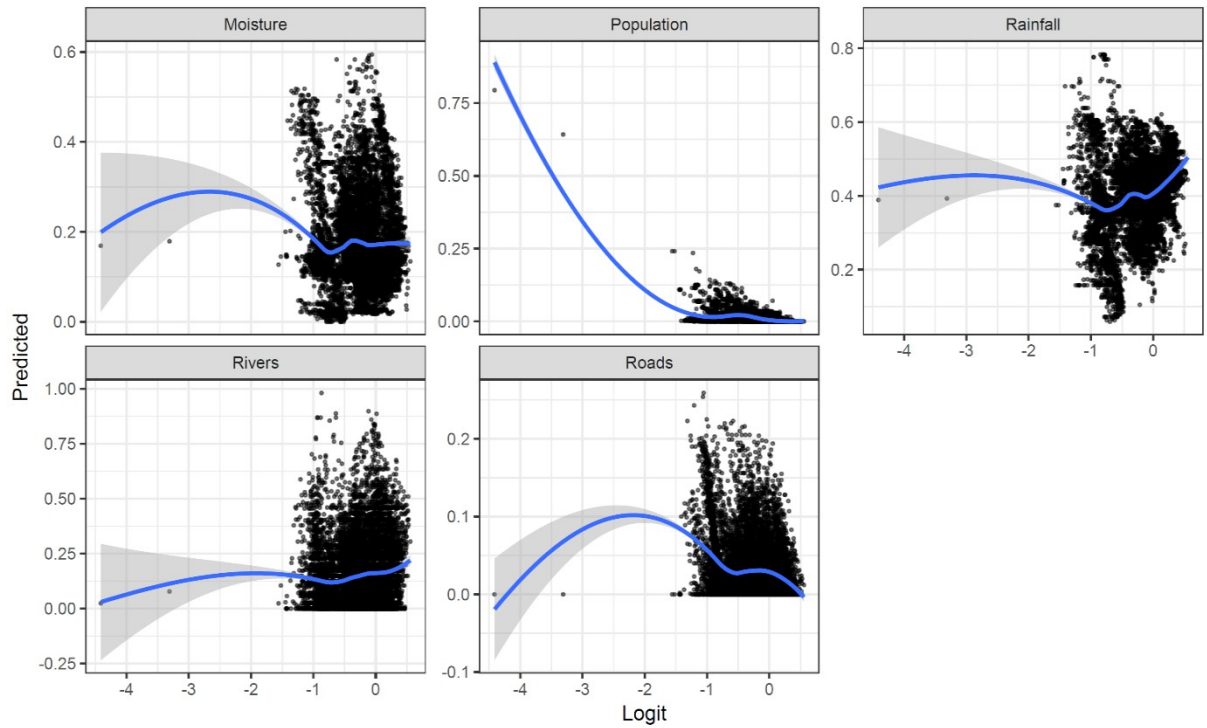 Moisture Population Rainfall
0.6 0.4 0.2 0.0
0.75 0.50 0.25 0.00
0.8 0.6 0.4 0.2
-4 -3 -2 -1 0
Predicted
Rivers Roads
1.00 0.75 0.50 0.25 0.00 -0.25
0.2 0.1 0.0 -0.1
-4 -3 -2 -1 0
-4 -3 -2 -1 0
Logit